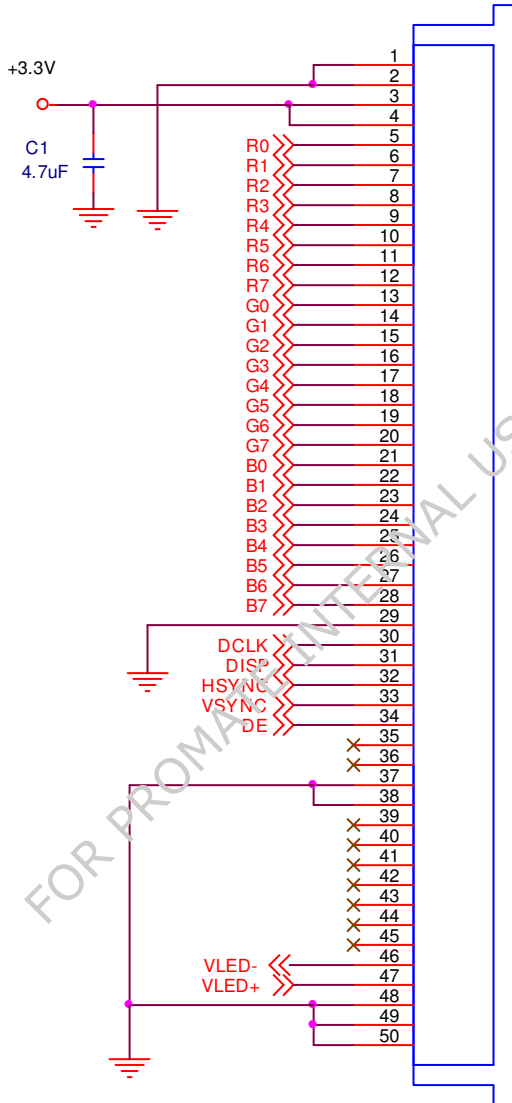 1
+3.3V
2
3
4
C1
4.7uF
R0 5
R1 6
R2 7
R3 8
R4 9
R5 10
R6 11
R7 12
G0 13
G1 14
G2 15
G3 16
G4 17
G5 18
G6 19
G7 20
B0 21
B1 22
B2 23
B3 24
B4 25
B5 26
B6 27
B7 28
29
DCLK 30
DISP 31
HSYNC 32
VSYNC 33
DE 34
35
36
37
38
39
40
41
42
43
44
45
VLED- 46
VLED+ 47
48
49
50
FOR PROMATE INTERNAL US